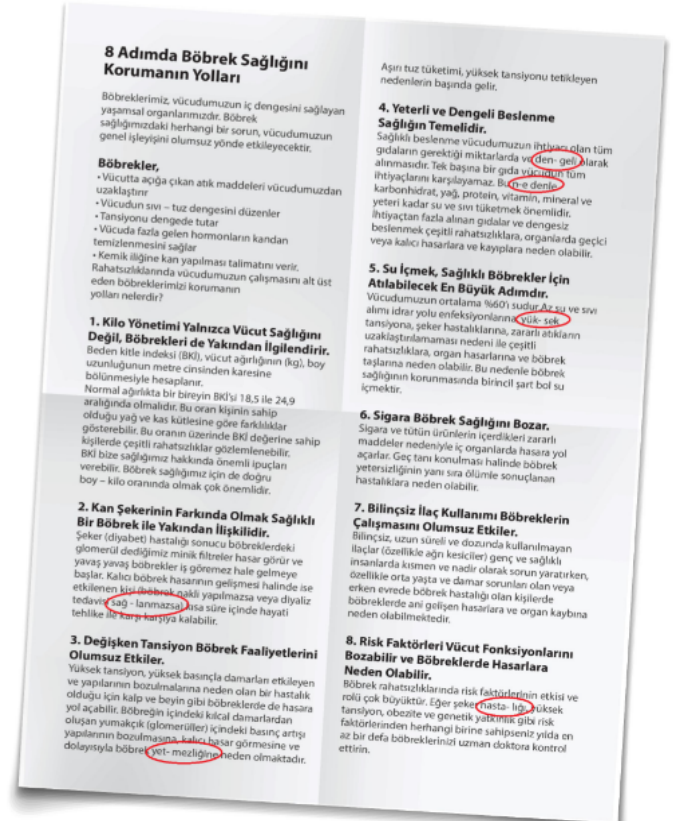 8 Adımda Böbrek Sağlığını
Korumanın Yolları
Böbreklerimiz, vücudumuzun iç dengesini sağlayan
yaşamsal organlarımızdır. Böbrek
sağlığımızdaki herhangi bir sorun, vücudumuzun
genel işleyişini olumsuz yönde etkileyecektir.
Böbrekler,
• Vücutta açığa çıkan atık maddeleri vücudumuzdan
uzaklaştırır
• Vücudun sıvı – tuz dengesini düzenler
• Tansiyonu dengede tutar
• Vücuda fazla gelen hormonların kandan
temizlenmesini sağlar
• Kemik iliğine kan yapılması talimatını verir.
Rahatsızlıklarında vücudumuzun çalışmasını alt üst
eden böbreklerimizi korumanın
yolları nelerdir?
1. Kilo Yönetimi Yalnızca Vücut Sağlığını
Değil, Böbrekleri de Yakından İlgilendirir.
Beden kitle indeksi (BKİ), vücut ağırlığının (kg), boy
uzunluğunun metre cinsinden karesine
bölünmesiyle hesaplanır.
Normal ağırlıkta bir bireyin BKİ'si 18,5 ile 24,9
aralığında olmalıdır. Bu oran kişinin sahip
olduğu yağ ve kas kütlesine göre farklılıklar
gösterebilir. Bu oranın üzerinde BKİ değerine sahip
kişilerde çeşitli rahatsızlıklar gözlemlenebilir.
BKİ bize sağlığımız hakkında önemli ipuçları
verebilir. Böbrek sağlığımız için de doğru
boy – kilo oranında olmak çok önemlidir.
2. Kan Şekerinin Farkında Olmak Sağlıklı
Bir Böbrek ile Yakından İlişkilidir.
Şeker (diyabet) hastalığı sonucu böbreklerdeki
glomerül dediğimiz minik filtreler hasar görür ve
yavaş yavaş böbrekler iş göremez hale gelmeye
başlar. Kalıcı böbrek hasarının gelişmesi halinde ise
etkilenen kişi (böbrek nakli yapılmazsa veya diyaliz
tedavisi sağ - lanmazsa) kısa süre içinde hayati
tehlike ile karşı karşıya kalabilir.
3. Değişken Tansiyon Böbrek Faaliyetlerini
Olumsuz Etkiler.
Yüksek tansiyon, yüksek basınçla damarları etkileyen
ve yapılarının bozulmalarına neden olan bir hastalık
olduğu için kalp ve beyin gibi böbreklerde de hasara
yol açabilir. Böbreğin içindeki kılcal damarlardan
oluşan yumakçık (glomerüller) içindeki basınç artışı
yapılarının bozulmasına, kalıcı hasar görmesine ve
dolayısıyla böbrek yet- mezliğine neden olmaktadır.
Aşırı tuz tüketimi, yüksek tansiyonu tetikleyen
nedenlerin başında gelir.
4. Yeterli ve Dengeli Beslenme
Sağlığın Temelidir.
Sağlıklı beslenme vücudumuzun ihtiyacı olan tüm
gıdaların gerektiği miktarlarda ve den- geli olarak
alınmasıdır. Tek başına bir gıda vücudun tüm
ihtiyaçlarını karşılayamaz. Bu n-e denle
karbonhidrat, yağ, protein, vitamin, mineral ve
yeteri kadar su ve sıvı tüketmek önemlidir.
İhtiyaçtan fazla alınan gıdalar ve dengesiz
beslenmek çeşitli rahatsızlıklara, organlarda geçici
veya kalıcı hasarlara ve kayıplara neden olabilir.
5. Su İçmek, Sağlıklı Böbrekler İçin
Atılabilecek En Büyük Adımdır.
Vücudumuzun ortalama %60'ı sudur. Az su ve sıvı
alımı idrar yolu enfeksiyonlarına, yük- sek
tansiyona, şeker hastalıklarına, zararlı atıkların
uzaklaştırılamaması nedeni ile çeşitli
rahatsızlıklara, organ hasarlarına ve böbrek
taşlarına neden olabilir. Bu nedenle böbrek
sağlığının korunmasında birincil şart bol su
içmektir.
6. Sigara Böbrek Sağlığını Bozar.
Sigara ve tütün ürünlerin içerdikleri zararlı
maddeler nedeniyle iç organlarda hasara yol
açarlar. Geç tanı konulması halinde böbrek
yetersizliğinin yanı sıra ölümle sonuçlanan
hastalıklara neden olabilir.
7. Bilinçsiz İlaç Kullanımı Böbreklerin
Çalışmasını Olumsuz Etkiler.
Bilinçsiz, uzun süreli ve dozunda kullanılmayan
ilaçlar (özellikle ağrı kesiciler) genç ve sağlıklı
insanlarda kısmen ve nadir olarak sorun yaratırken,
özellikle orta yaşta ve damar sorunları olan veya
erken evrede böbrek hastalığı olan kişilerde
böbreklerde ani gelişen hasarlara ve organ kaybına
neden olabilmektedir.
8. Risk Faktörleri Vücut Fonksiyonlarını
Bozabilir ve Böbreklerde Hasarlara
Neden Olabilir.
Böbrek rahatsızlıklarında risk faktörlerinin etkisi ve
rolü çok büyüktür. Eğer şeker hasta- lığı, yüksek
tansiyon, obezite ve genetik yatkınlık gibi risk
faktörlerinden herhangi birine sahipseniz yılda en
az bir defa böbreklerinizi uzman doktora kontrol
ettirin.